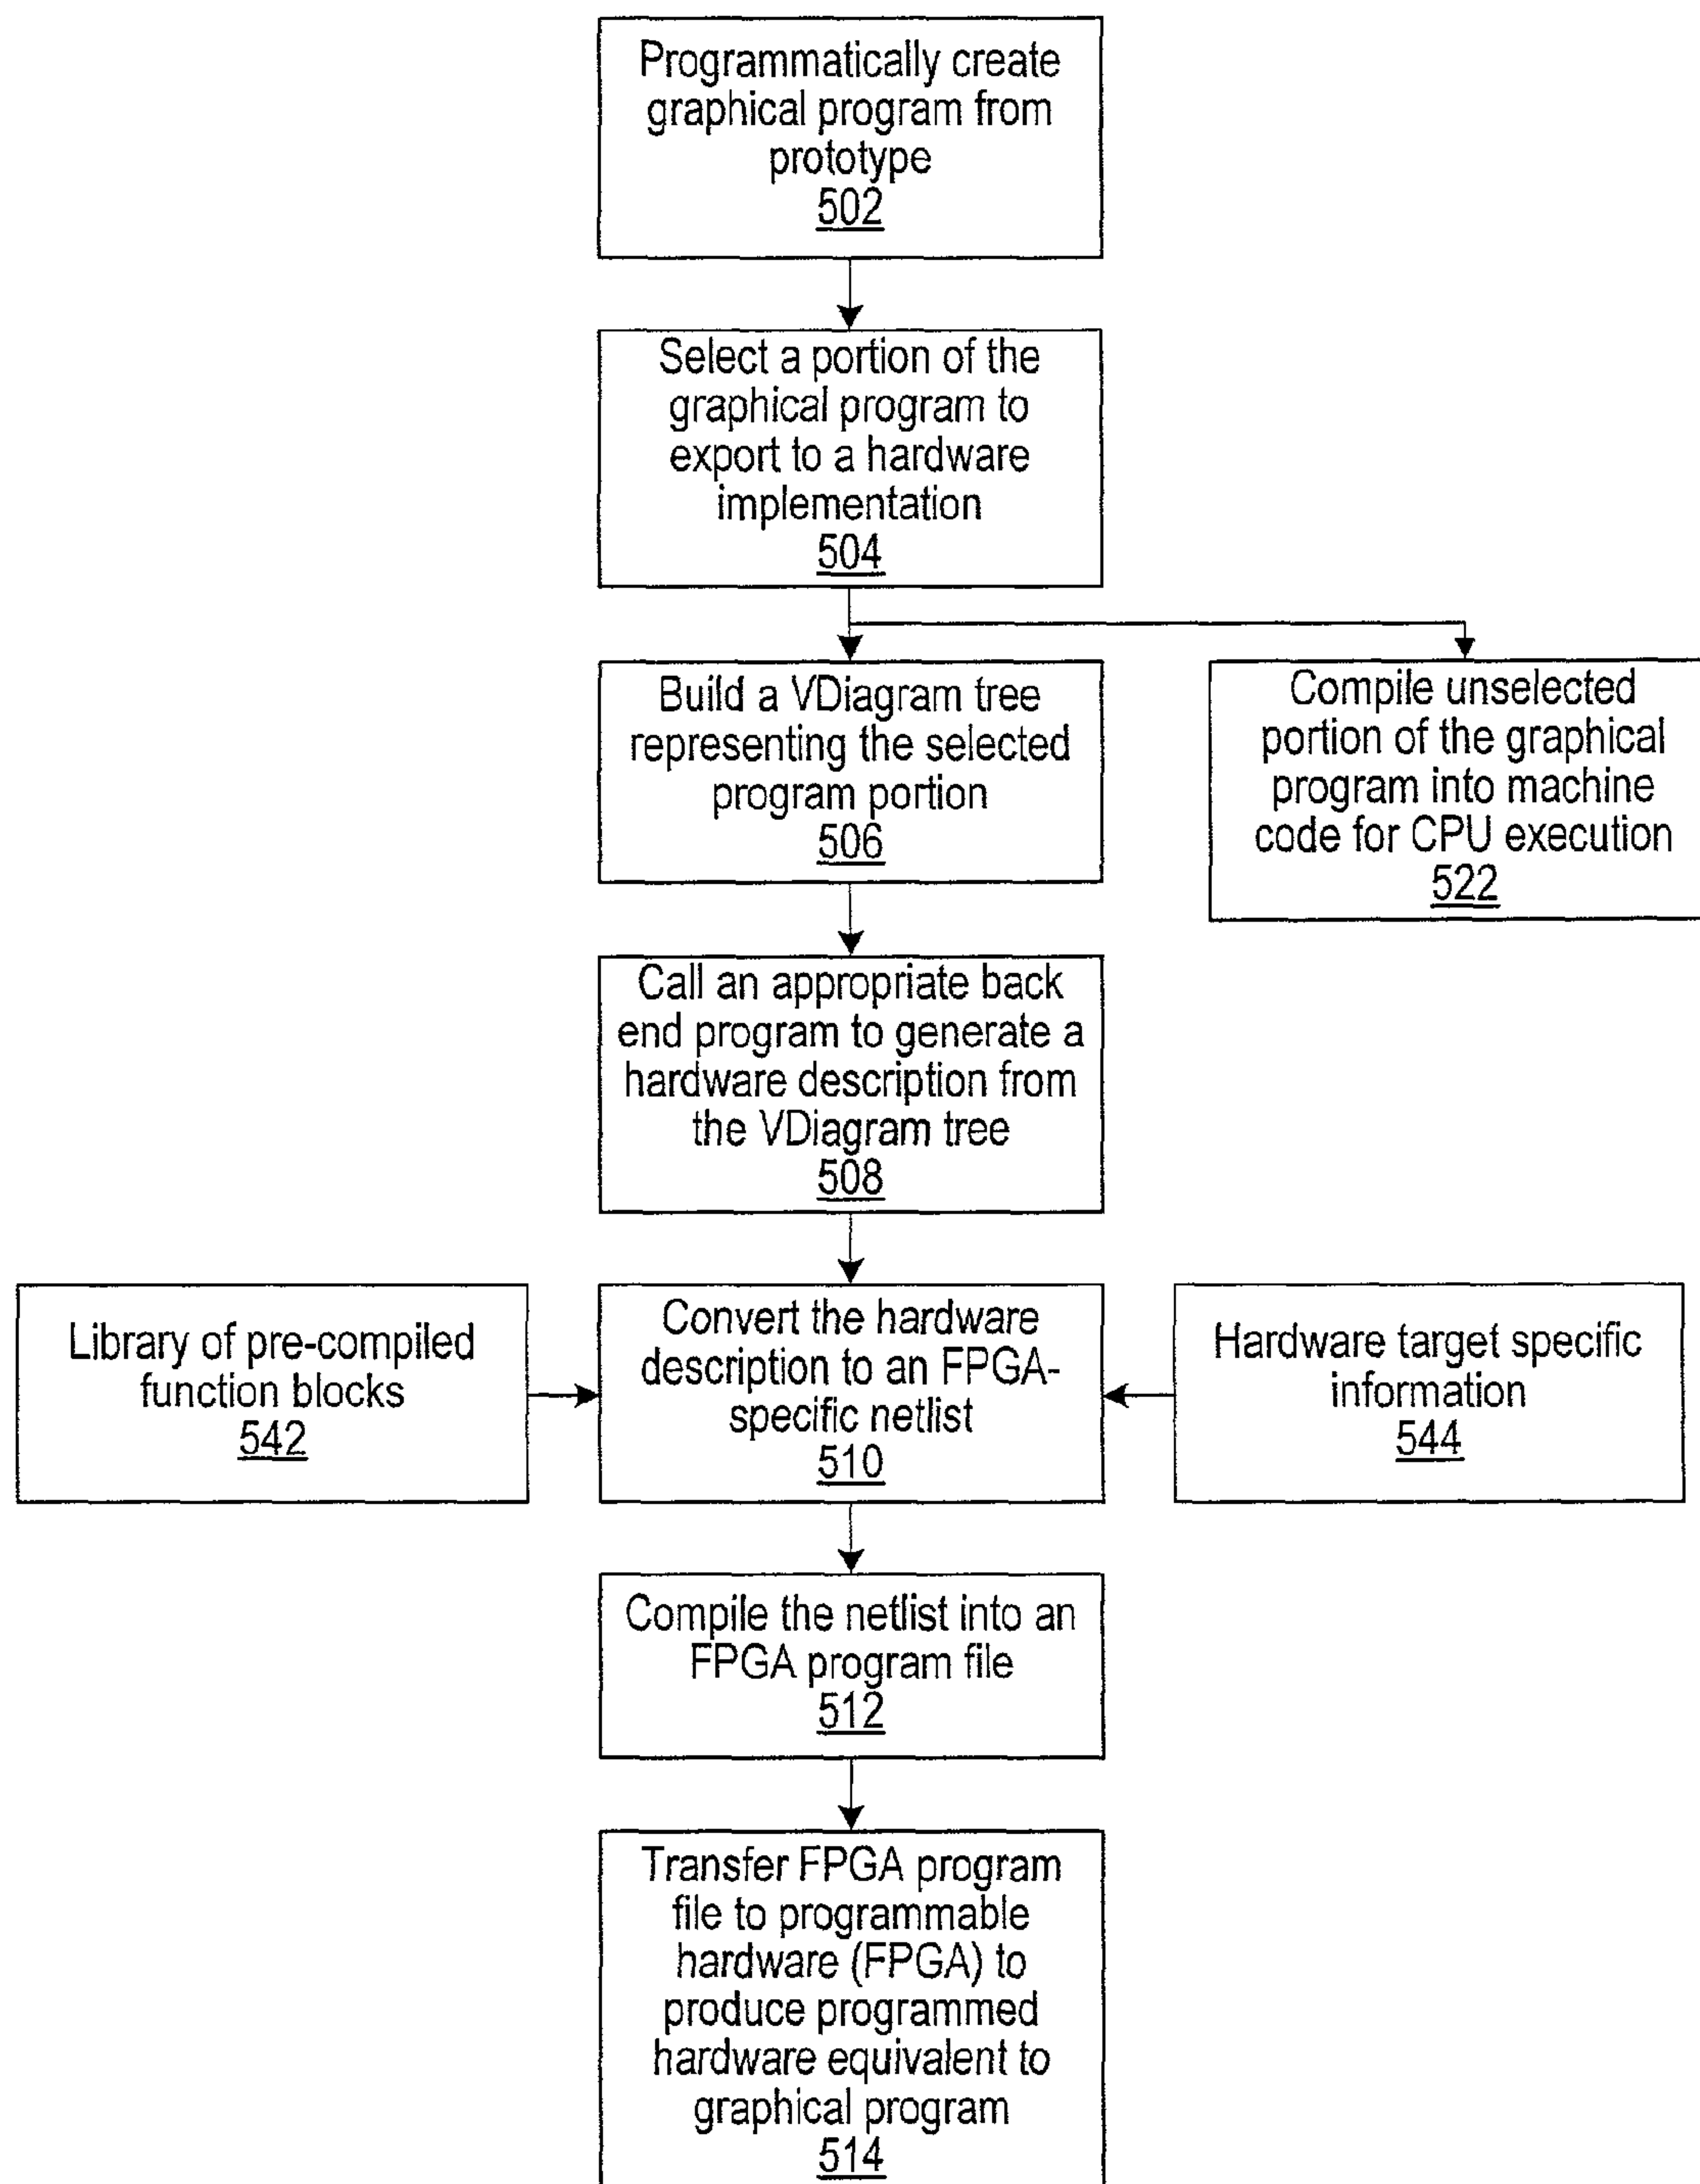 Programmatically create
graphical program from
prototype
502
Select a portion of the
graphical program to
export to a hardware
implementation
504
Build a VDiagram tree
representing the selected
program portion
506
Compile unselected
portion of the graphical
program into machine
code for CPU execution
522
Call an appropriate back
end program to generate a
hardware description from
the VDiagram tree
508
Library of pre-compiled
function blocks
542
Convert the hardware
description to an FPGA-
specific netlist
510
Hardware target specific
information
544
Compile the netlist into an
FPGA program file
512
Transfer FPGA program
file to programmable
hardware (FPGA) to
produce programmed
hardware equivalent to
graphical program
514